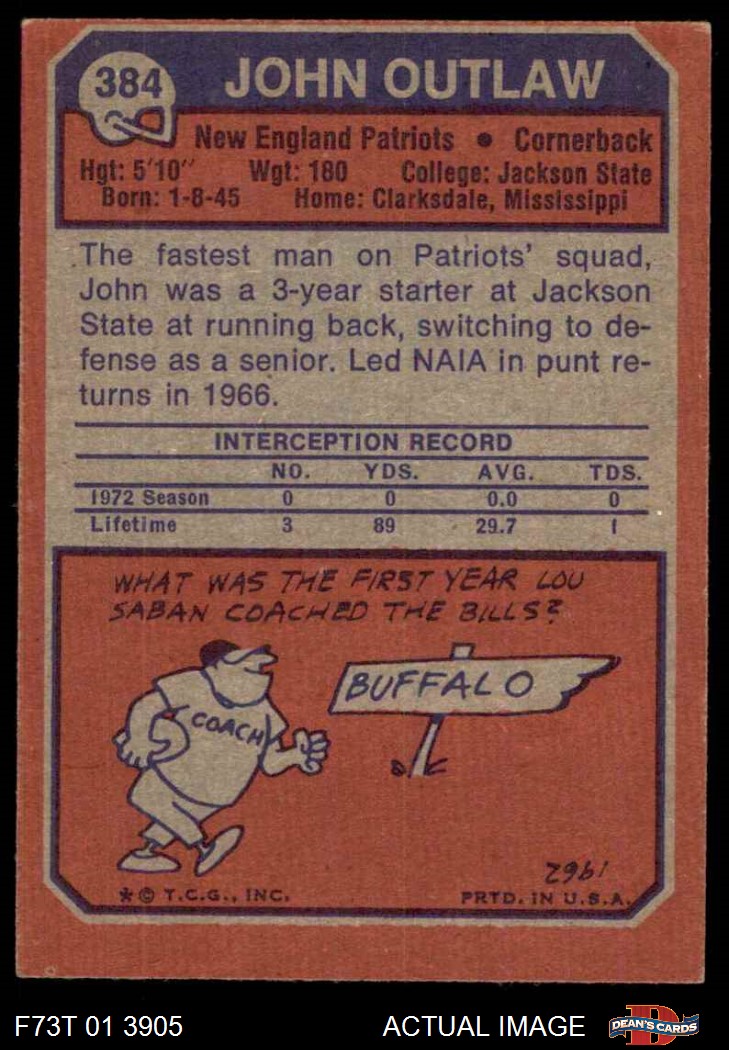 384
JOHN OUTLAW
New England Patriots • Cornerback
Hgt: 5'10" Wgt: 180 College: Jackson State
Born: 1-8-45 Home: Clarksdale, Mississippi
The fastest man on Patriots' squad,
John was a 3-year starter at Jackson
State at running back, switching to de-
fense as a senior. Led NAIA in punt re-
turns in 1966.
INTERCEPTION RECORD
NO. YDS. AVG. TDS.
1972 Season 0 0 0.0 0
Lifetime 3 89 29.7 1
WHAT WAS THE FIRST YEAR LOU
SABAN COACHED THE BILLS?
BUFFALO
COACH
1962
* © T.C.G., INC. PRTD. IN U.S.A.
F73T 01 3905 ACTUAL IMAGE DEAN'S CARDS